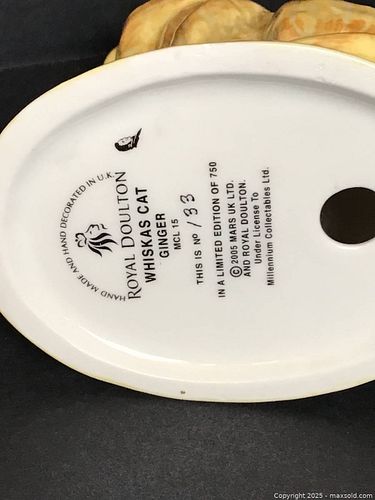 HAND MADE AND HAND DECORATED IN U.K.
ROYAL DOULTON
WHISKAS CAT
GINGER
MCL 15
THIS IS Nº 133
IN A LIMITED EDITION OF 750
© 2005 MARS UK LTD.
AND ROYAL DOULTON.
Under License To
Millennium Collectables Ltd.
Copyright 2025 - maxsold.com